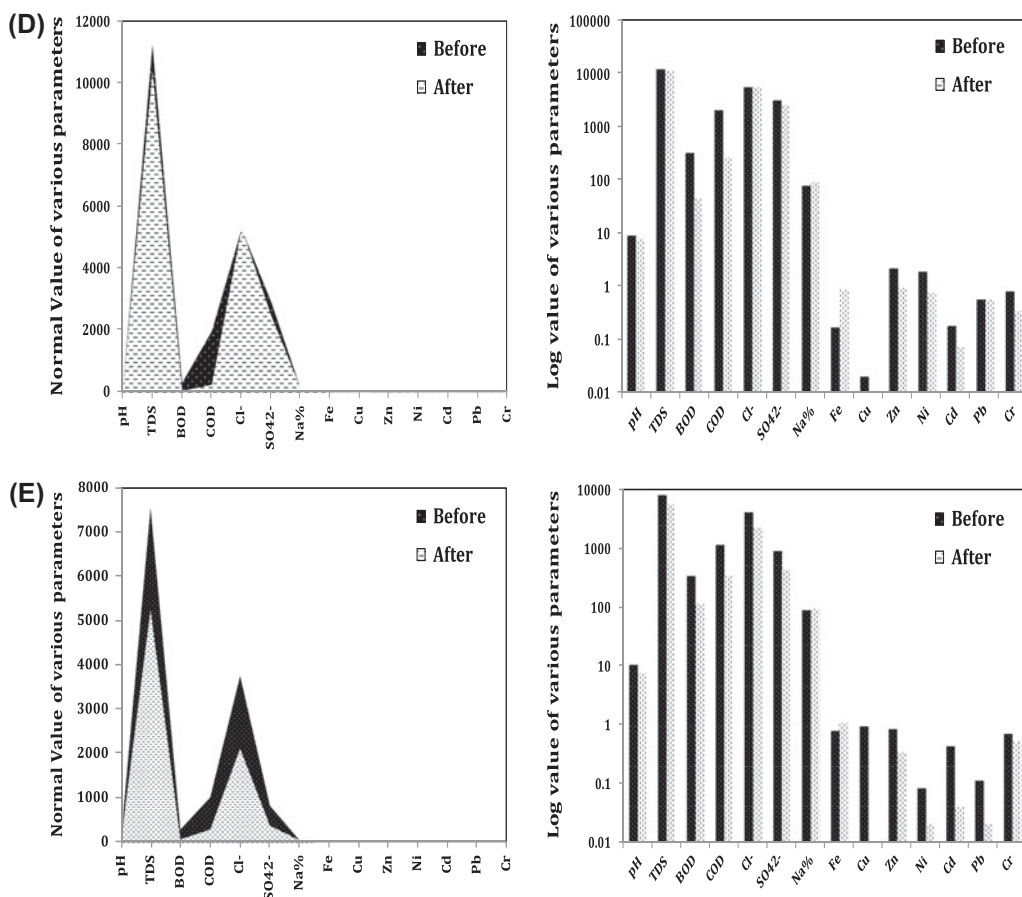 (D)
Normal Value of various parameters
12000
10000
8000
6000
4000
2000
0
Before
After
pH
TDS
BOD
COD
Cl-
SO42-
Na%
Fe
Cu
Zn
Ni
Cd
Pb
Cr
Log value of various parameters
100000
10000
1000
100
10
1
0.1
0.01
Before
After
pH
TDS
BOD
COD
Cl-
SO42-
Na%
Fe
Cu
Zn
Ni
Cd
Pb
Cr
(E)
Normal Value of various parameters
8000
7000
6000
5000
4000
3000
2000
1000
0
Before
After
pH
TDS
BOD
COD
Cl-
SO42-
Na%
Fe
Cu
Zn
Ni
Cd
Pb
Cr
Log value of various parameters
10000
1000
100
10
1
0.1
0.01
Before
After
pH
TDS
BOD
COD
Cl-
SO42-
Na%
Fe
Cu
Zn
Ni
Cd
Pb
Cr